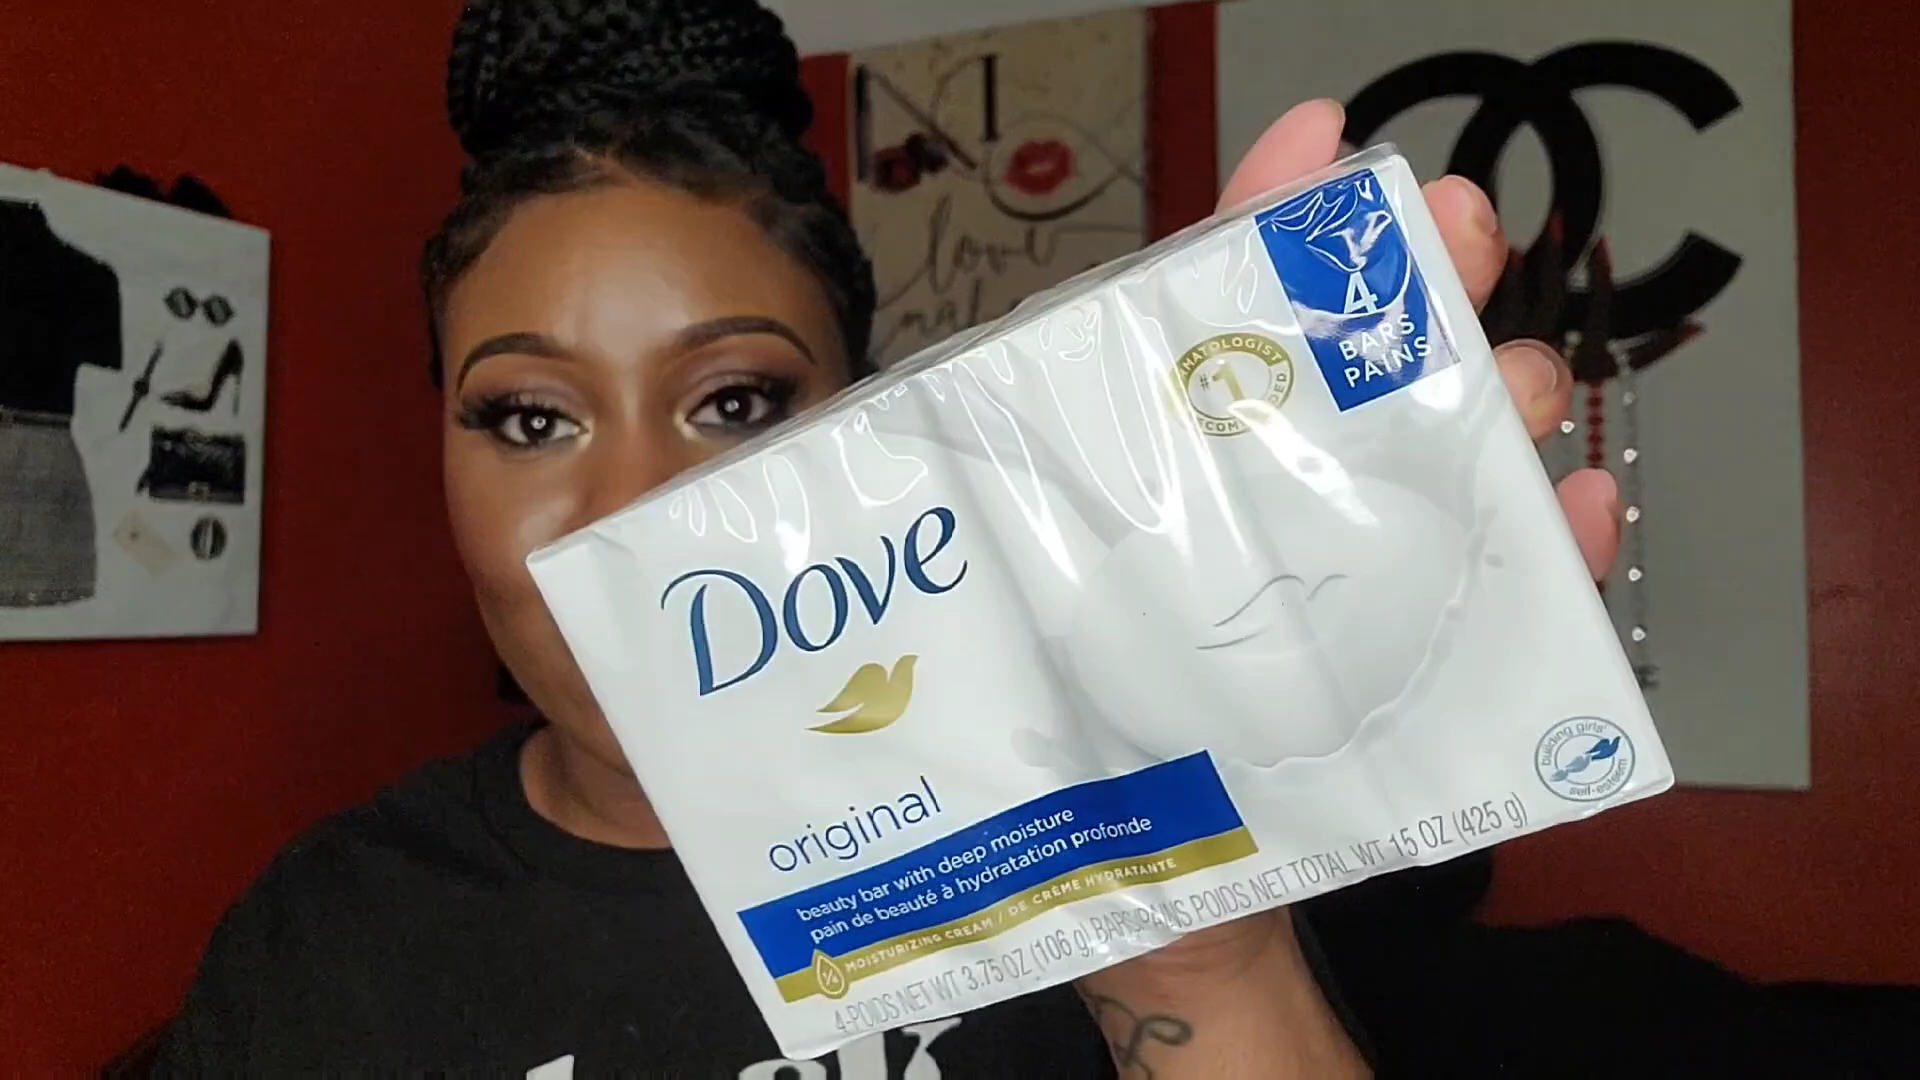 love
4
BARS
PAINS
#1
Dove
original
beauty bar with deep moisture
pain de beauté à hydratation profonde
1/4 MOISTURIZING CREAM / DE CRÈME HYDRATANTE
4-POIDS NET WT 3.75 OZ (106 g) BARS/PAINS POIDS NET TOTAL WT 15 OZ (425 g)
building girls'
self-esteem